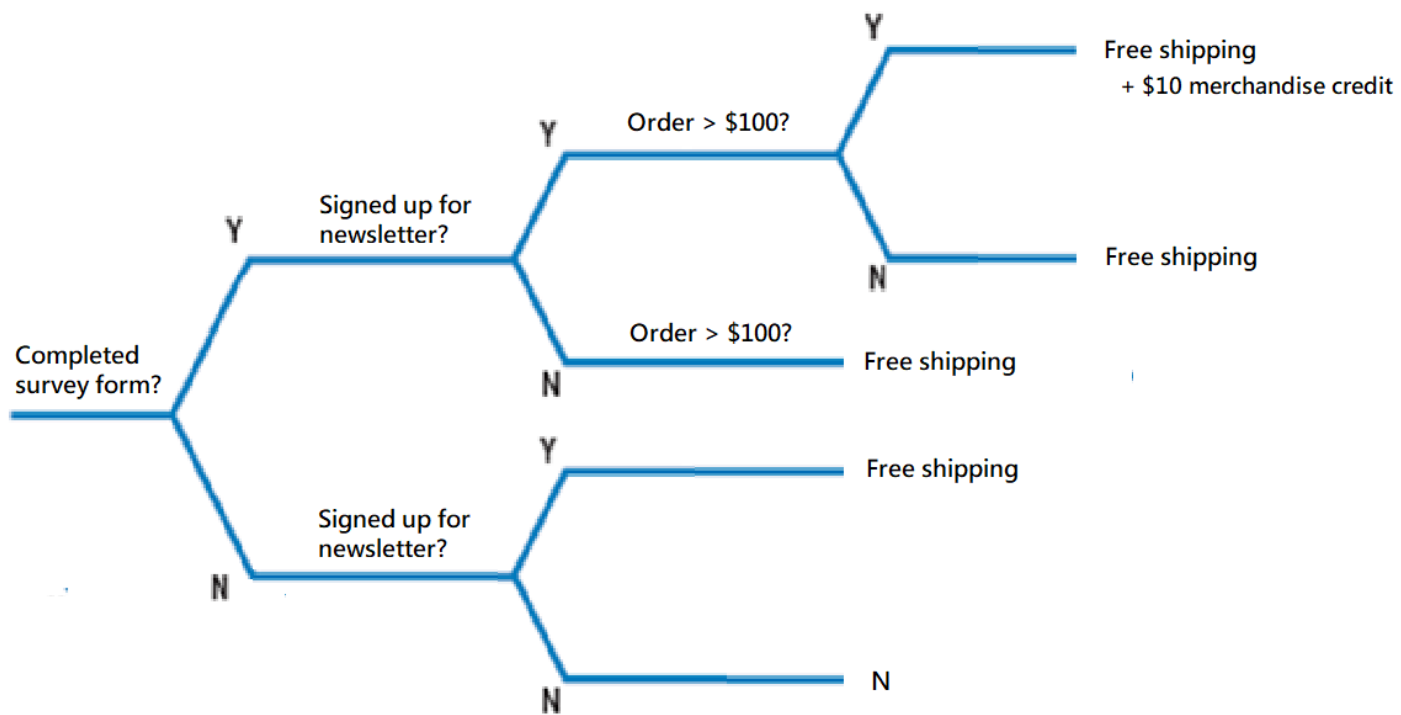 Y
Free shipping
+ $10 merchandise credit
Y
Order > $100?
Signed up for
newsletter?
Y
Free shipping
N
Order > $100?
Free shipping
N
Completed
survey form?
Y
Free shipping
Signed up for
newsletter?
N
N
N